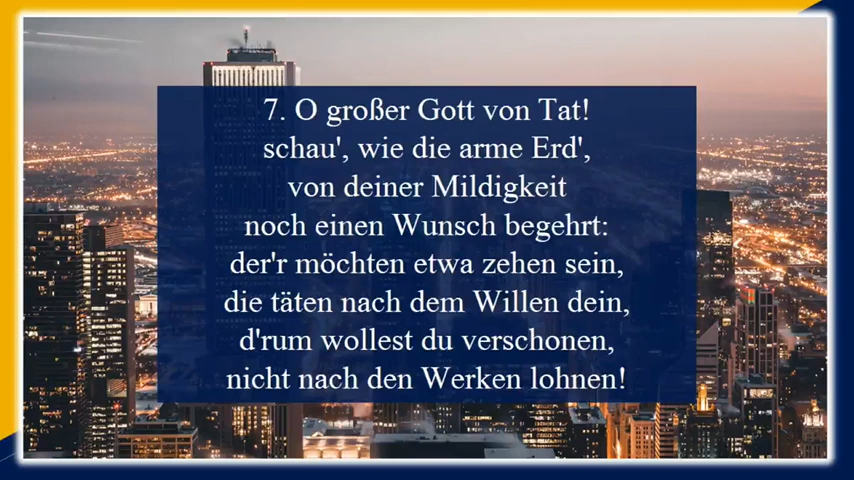 7. O großer Gott von Tat!
schau', wie die arme Erd',
von deiner Mildigkeit
noch einen Wunsch begehrt:
der'r möchten etwa zehen sein,
die täten nach dem Willen dein,
d'rum wollest du verschonen,
nicht nach den Werken lohnen!